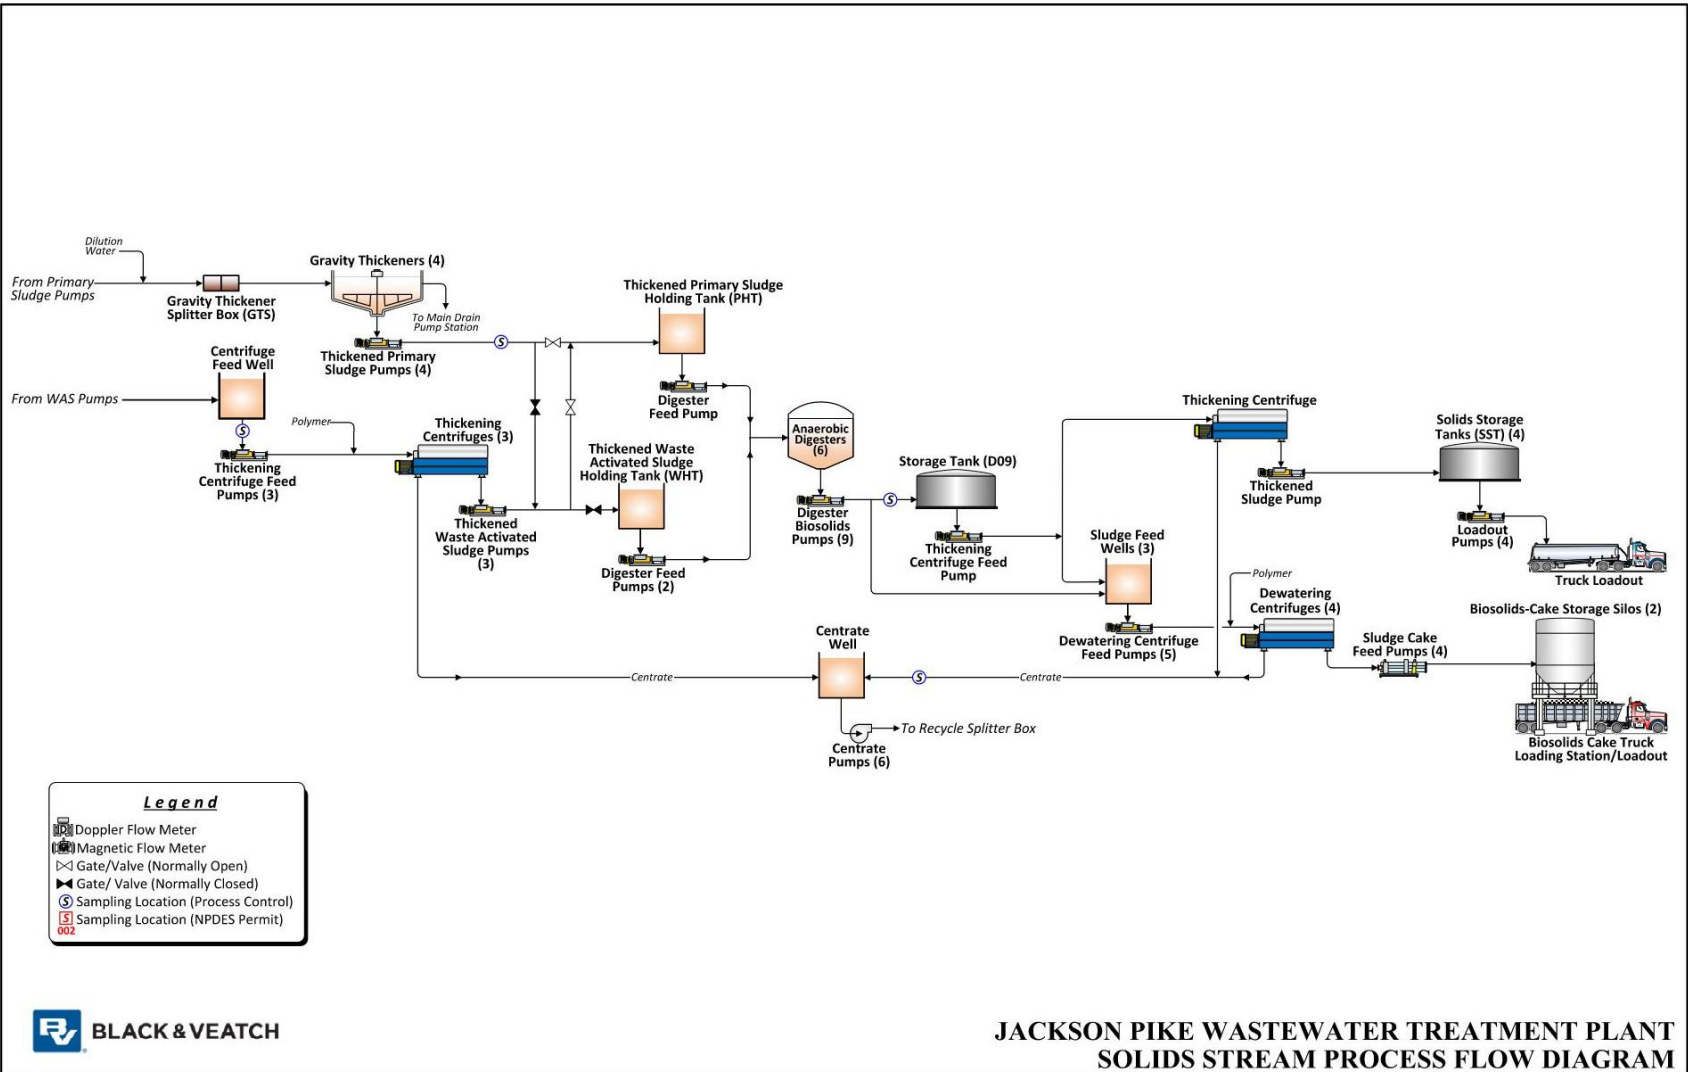 Dilution
Water
From Primary
Sludge Pumps
Gravity Thickener
Splitter Box (GTS)
Gravity Thickeners (4)
To Main Drain
Pump Station
Thickened Primary
Sludge Pumps (4)
S
Thickened Primary Sludge
Holding Tank (PHT)
Digester
Feed Pump
Centrifuge
Feed Well
From WAS Pumps
S
Thickening
Centrifuge Feed
Pumps (3)
Polymer
Thickening
Centrifuges (3)
Thickened
Waste Activated
Sludge Pumps
(3)
Thickened Waste
Activated Sludge
Holding Tank (WHT)
Digester Feed
Pumps (2)
Anaerobic
Digesters
(6)
Digester
Biosolids
Pumps (9)
S
Storage Tank (D09)
Thickening
Centrifuge Feed
Pump
Sludge Feed
Wells (3)
Dewatering Centrifuge
Feed Pumps (5)
Thickening Centrifuge
Thickened
Sludge Pump
Solids Storage
Tanks (SST) (4)
Loadout
Pumps (4)
Truck Loadout
Polymer
Dewatering
Centrifuges (4)
Sludge Cake
Feed Pumps (4)
Biosolids-Cake Storage Silos (2)
Biosolids Cake Truck
Loading Station/Loadout
Centrate
Well
Centrate
S
Centrate
To Recycle Splitter Box
Centrate
Pumps (6)
Legend
D Doppler Flow Meter
Magnetic Flow Meter
Gate/Valve (Normally Open)
Gate/ Valve (Normally Closed)
S Sampling Location (Process Control)
S Sampling Location (NPDES Permit)
002
BV BLACK & VEATCH
JACKSON PIKE WASTEWATER TREATMENT PLANT
SOLIDS STREAM PROCESS FLOW DIAGRAM